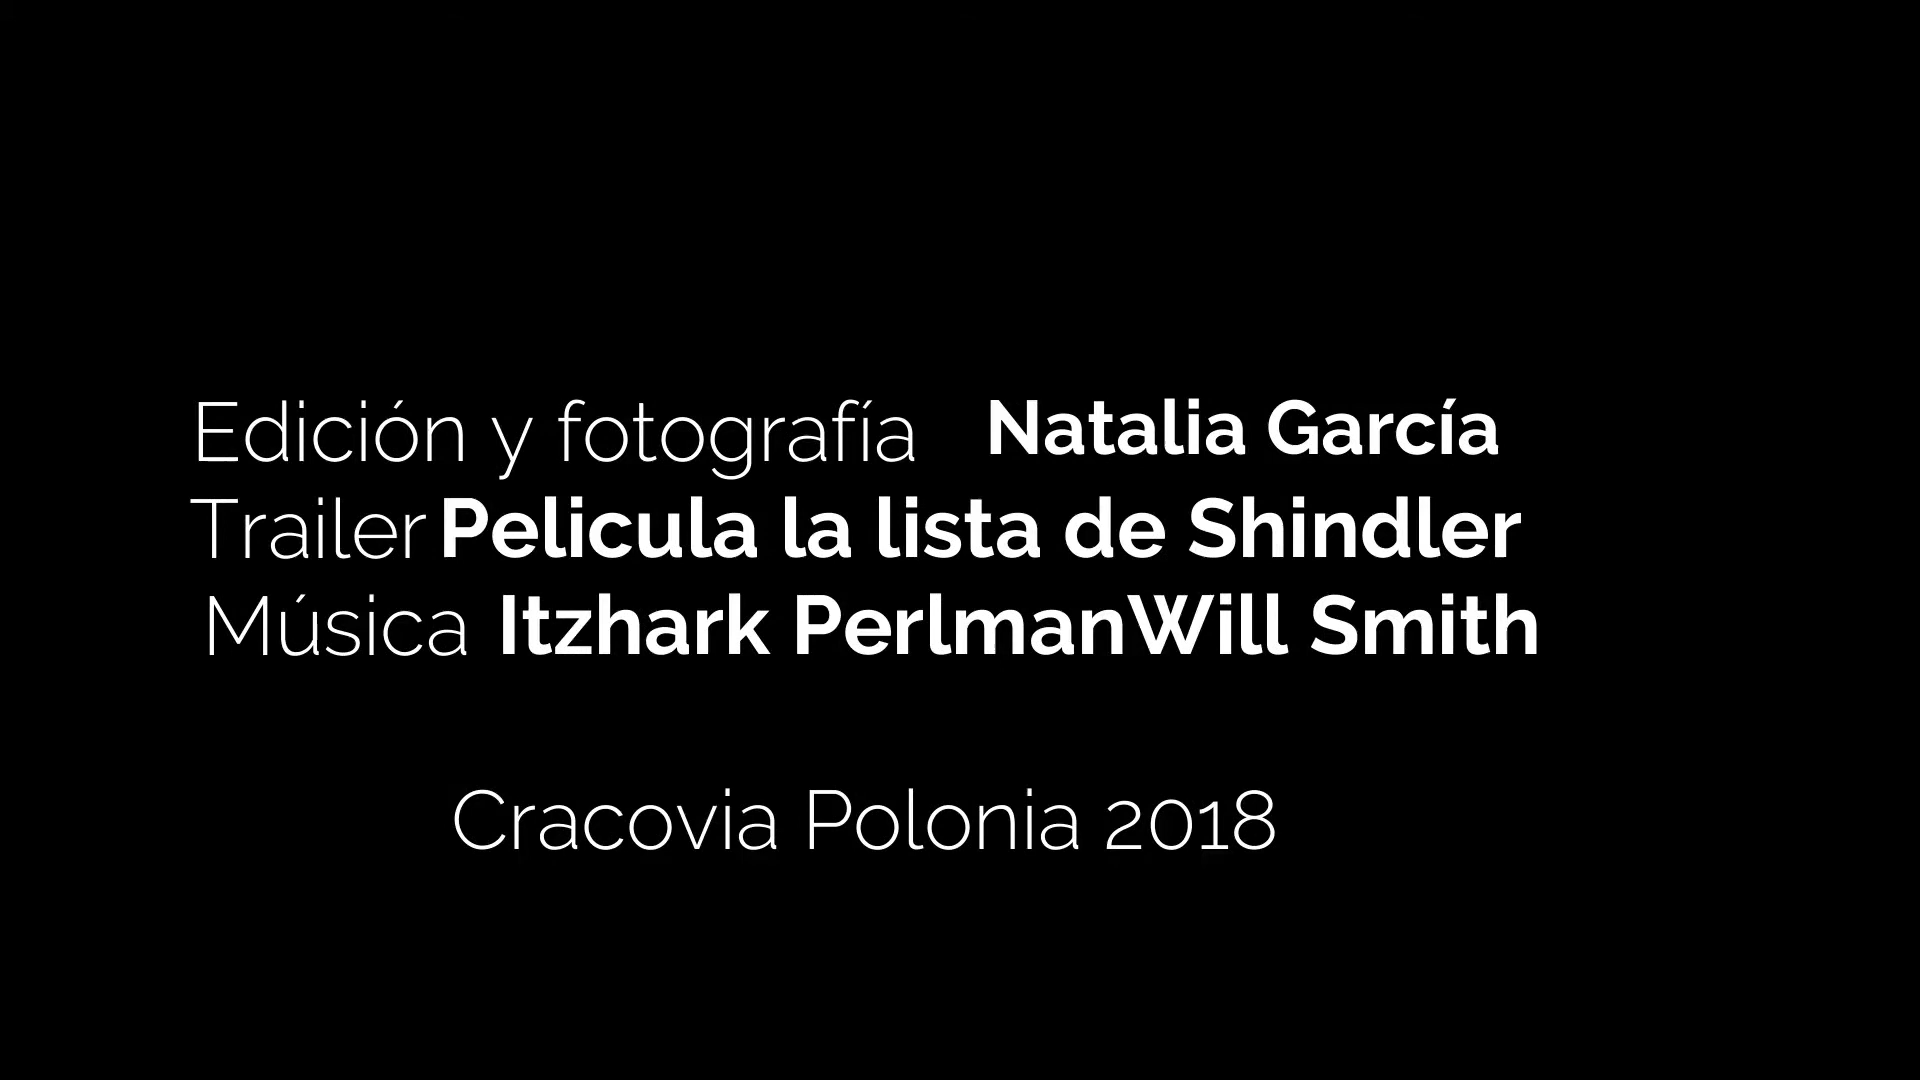 Edición y fotografía Natalia García
Trailer Pelicula la lista de Shindler
Música Itzhark PerlmanWill Smith
Cracovia Polonia 2018